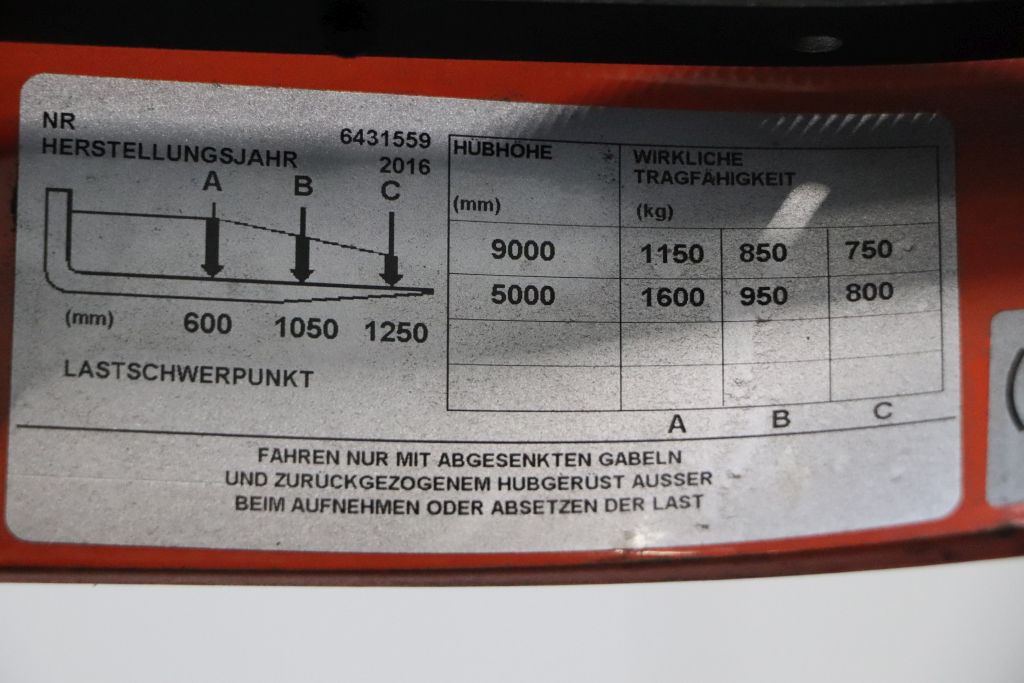 NR 6431559
HERSTELLUNGSJAHR 2016
A B C
(mm) 600 1050 1250
LASTSCHWERPUNKT
HÜBHÖHE WIRKLICHE
TRAGFÄHIGKEIT
(mm) (kg)
9000 1150 850 750
5000 1600 950 800
A B C
FAHREN NUR MIT ABGESENKTEN GABELN
UND ZURÜCKGEZOGENEM HUBGERÜST AUSSER
BEIM AUFNEHMEN ODER ABSETZEN DER LAST